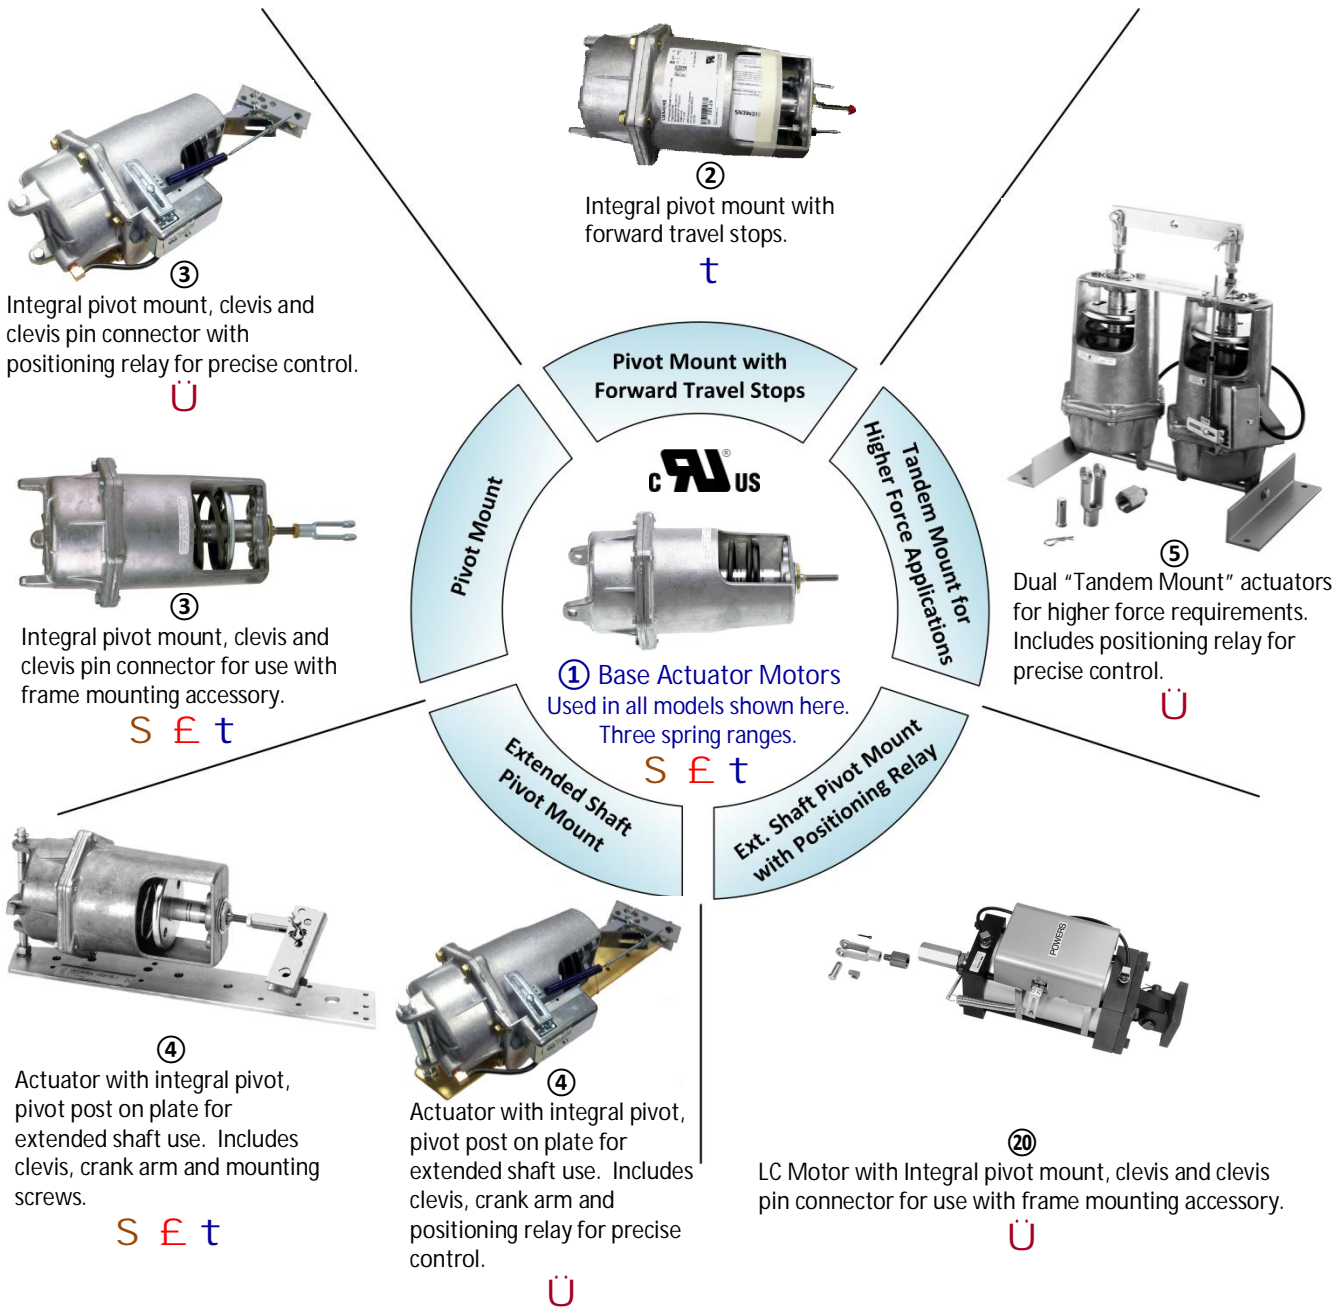 ②
Integral pivot mount with
forward travel stops.
t
③
Integral pivot mount, clevis and
clevis pin connector with
positioning relay for precise control.
Ü
③
Integral pivot mount, clevis and
clevis pin connector for use with
frame mounting accessory.
S £ t
Pivot Mount with
Forward Travel Stops
Pivot Mount
Tandem Mount for
Higher Force Applications
Extended Shaft
Pivot Mount
Ext. Shaft Pivot Mount
with Positioning Relay
C RU ® US
① Base Actuator Motors
Used in all models shown here.
Three spring ranges.
S £ t
⑤
Dual "Tandem Mount" actuators
for higher force requirements.
Includes positioning relay for
precise control.
Ü
④
Actuator with integral pivot,
pivot post on plate for
extended shaft use. Includes
clevis, crank arm and mounting
screws.
S £ t
④
Actuator with integral pivot,
pivot post on plate for
extended shaft use. Includes
clevis, crank arm and
positioning relay for precise
control.
Ü
POWERS
⑳
LC Motor with Integral pivot mount, clevis and clevis
pin connector for use with frame mounting accessory.
Ü
SIEMENS